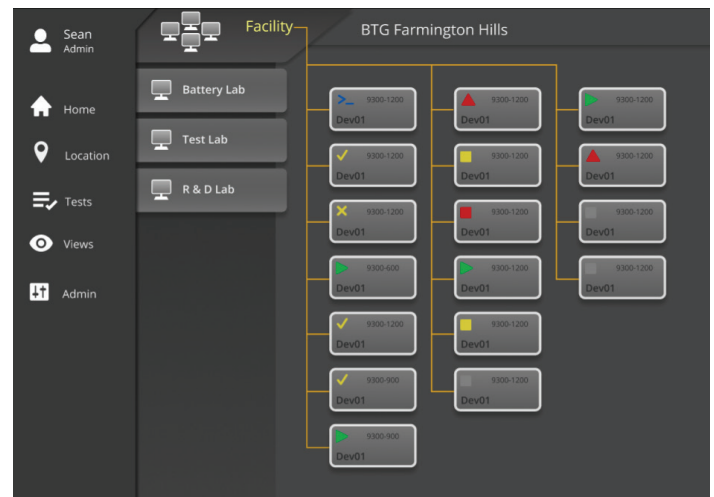 Sean
Admin
Home
Location
Tests
Views
Admin
Facility
BTG Farmington Hills
Battery Lab
Test Lab
R & D Lab
9300-1200
Dev01
9300-1200
Dev01
9300-1200
Dev01
9300-600
Dev01
9300-1200
Dev01
9300-900
Dev01
9300-900
Dev01
9300-1200
Dev01
9300-1200
Dev01
9300-1200
Dev01
9300-1200
Dev01
9300-1200
Dev01
9300-1200
Dev01
9300-1200
Dev01
9300-1200
Dev01
9300-1200
Dev01
9300-1200
Dev01